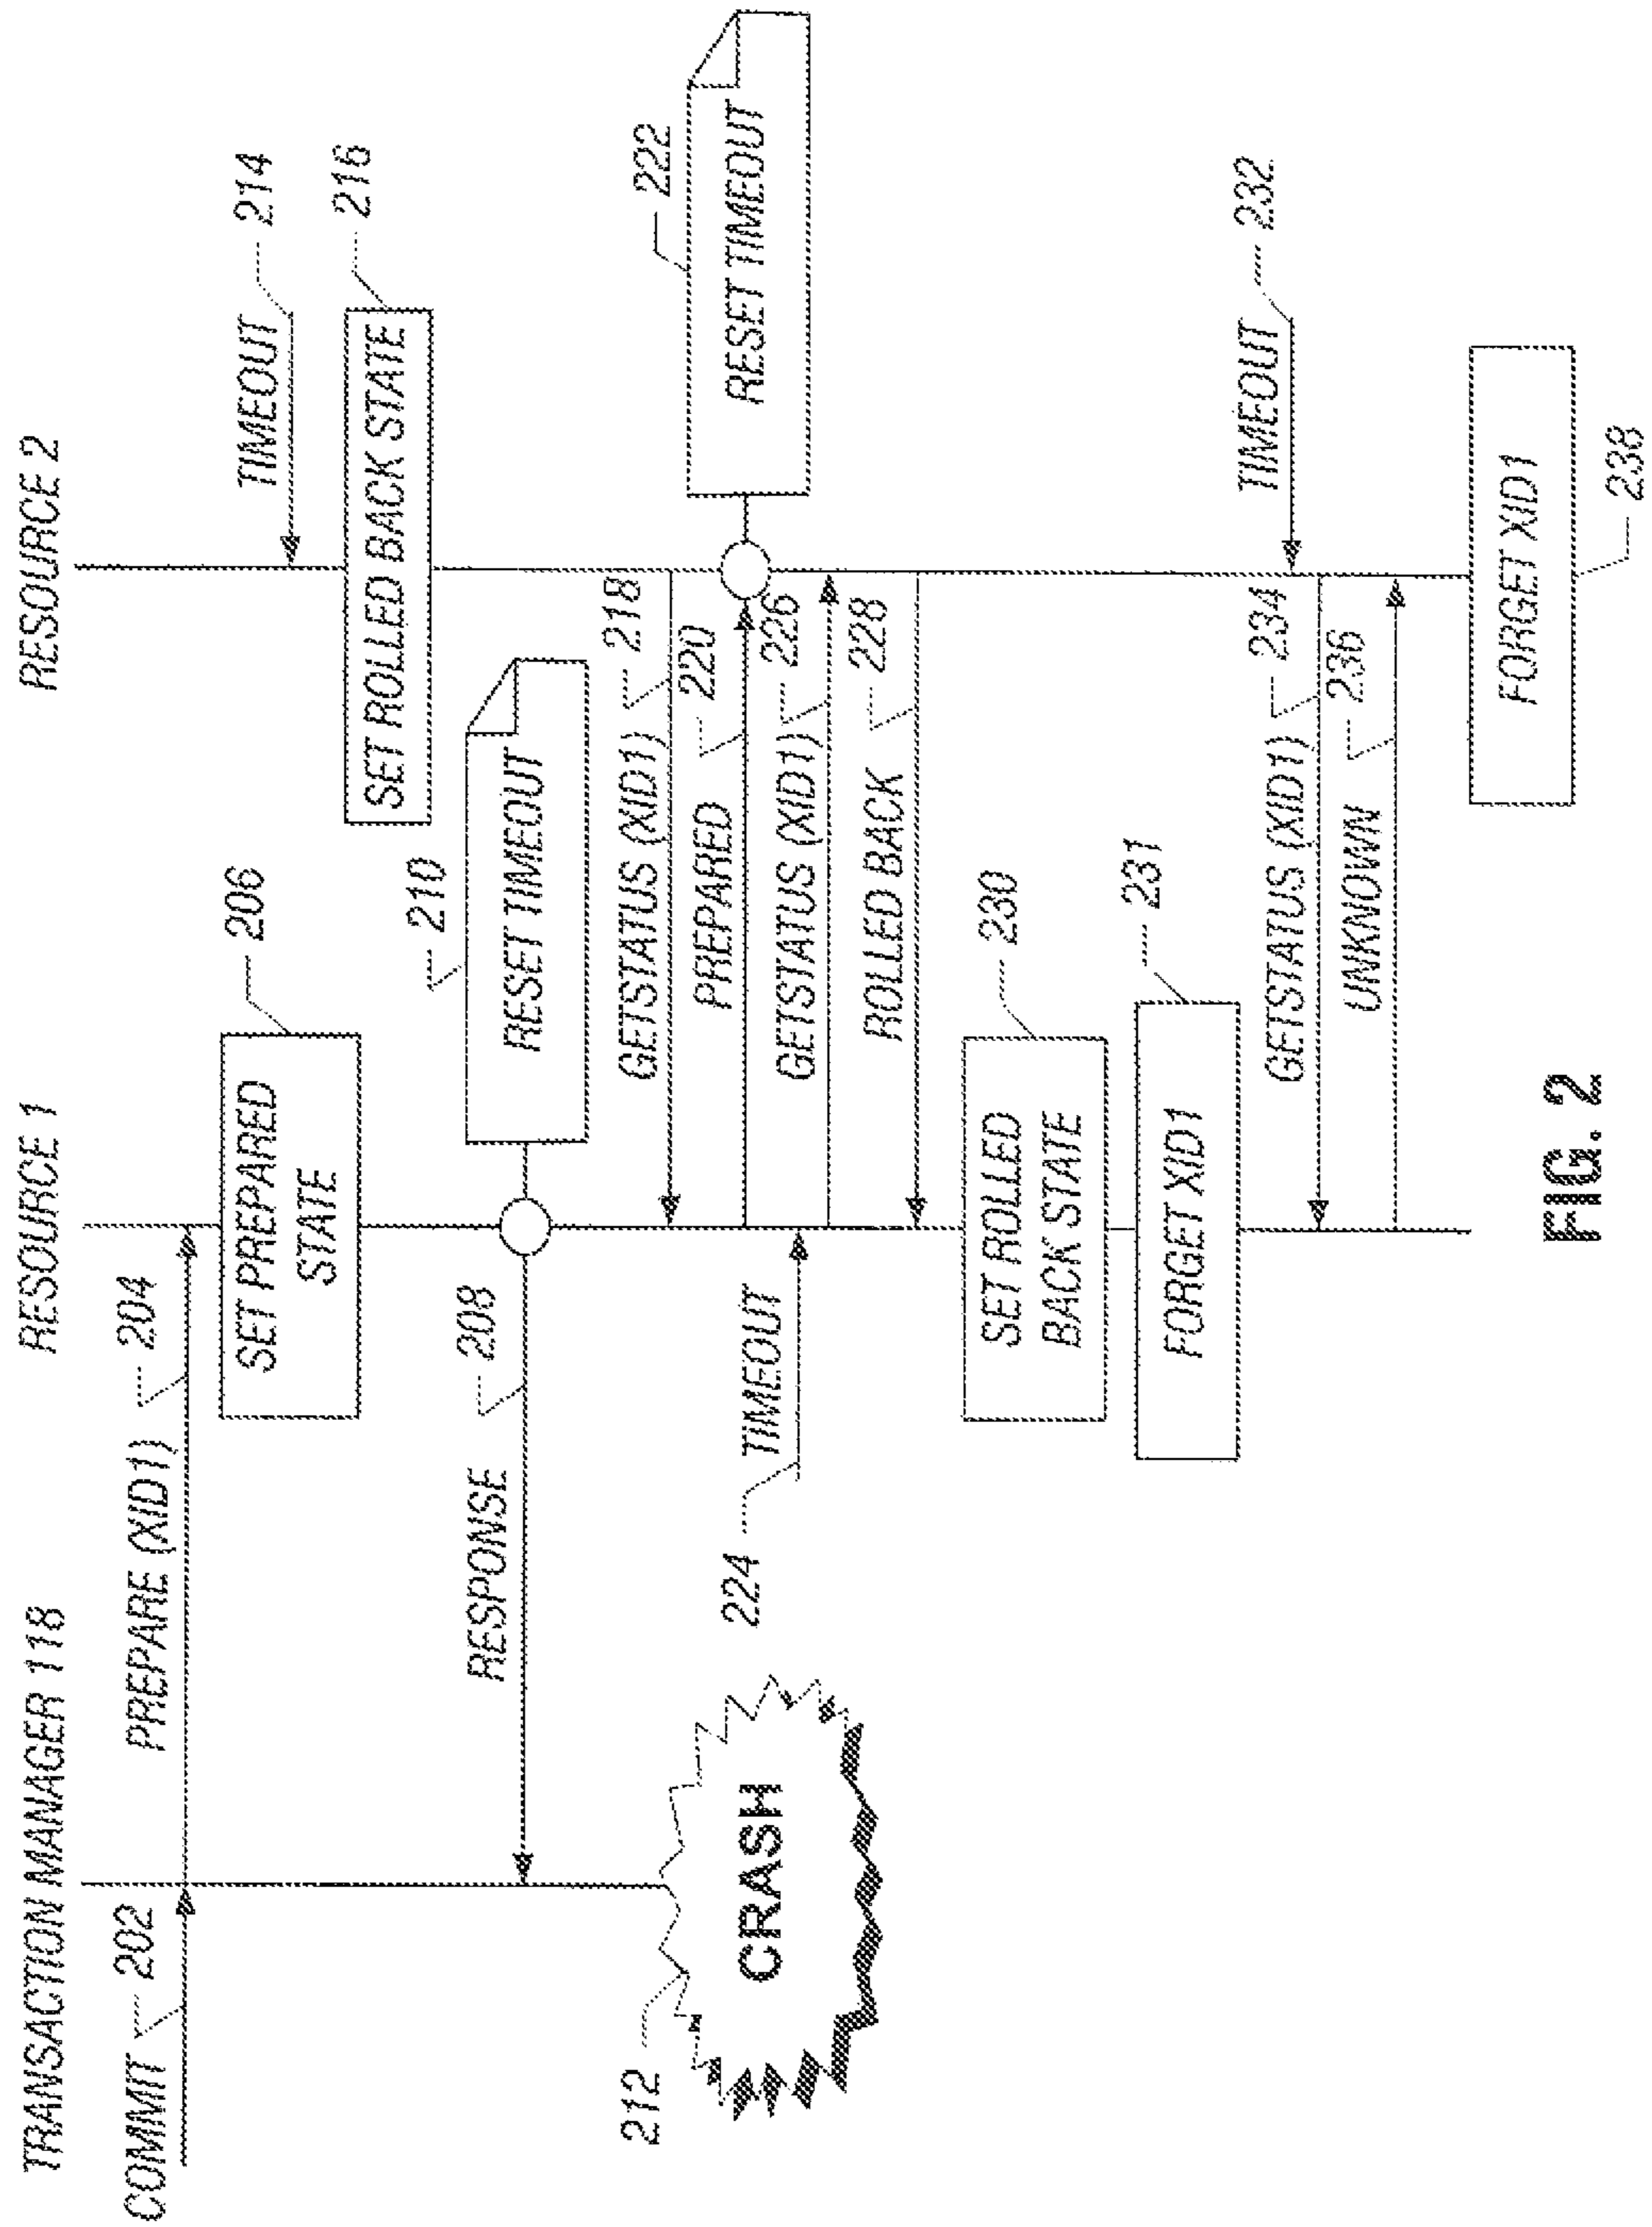 TRANSACTION MANAGER 118
RESOURCE 1
RESOURCE 2
COMMIT
202
PREPARE (XID1)
204
SET PREPARED
STATE
206
TIMEOUT
214
SET ROLLED BACK STATE
216
RESPONSE
208
RESET TIMEOUT
210
212
CRASH
GETSTATUS (XID1)
218
PREPARED
220
RESET TIMEOUT
222
224
TIMEOUT
GETSTATUS (XID1)
226
ROLLED BACK
228
SET ROLLED
BACK STATE
230
FORGET XID1
231
TIMEOUT
232
GETSTATUS (XID1)
234
UNKNOWN
236
FORGET XID1
238
FIG. 2